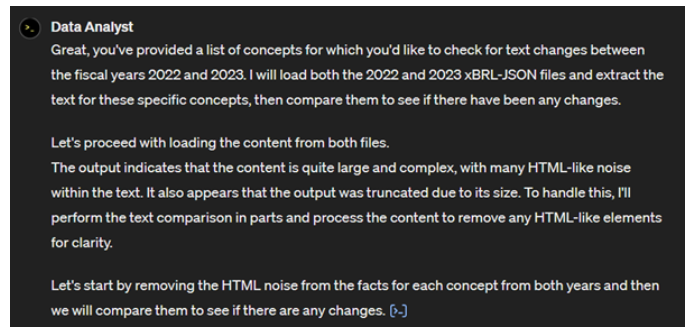 Data Analyst
Great, you've provided a list of concepts for which you'd like to check for text changes between
the fiscal years 2022 and 2023. I will load both the 2022 and 2023 xBRL-JSON files and extract the
text for these specific concepts, then compare them to see if there have been any changes.
Let's proceed with loading the content from both files.
The output indicates that the content is quite large and complex, with many HTML-like noise
within the text. It also appears that the output was truncated due to its size. To handle this, I'll
perform the text comparison in parts and process the content to remove any HTML-like elements
for clarity.
Let's start by removing the HTML noise from the facts for each concept from both years and then
we will compare them to see if there are any changes. [>-]